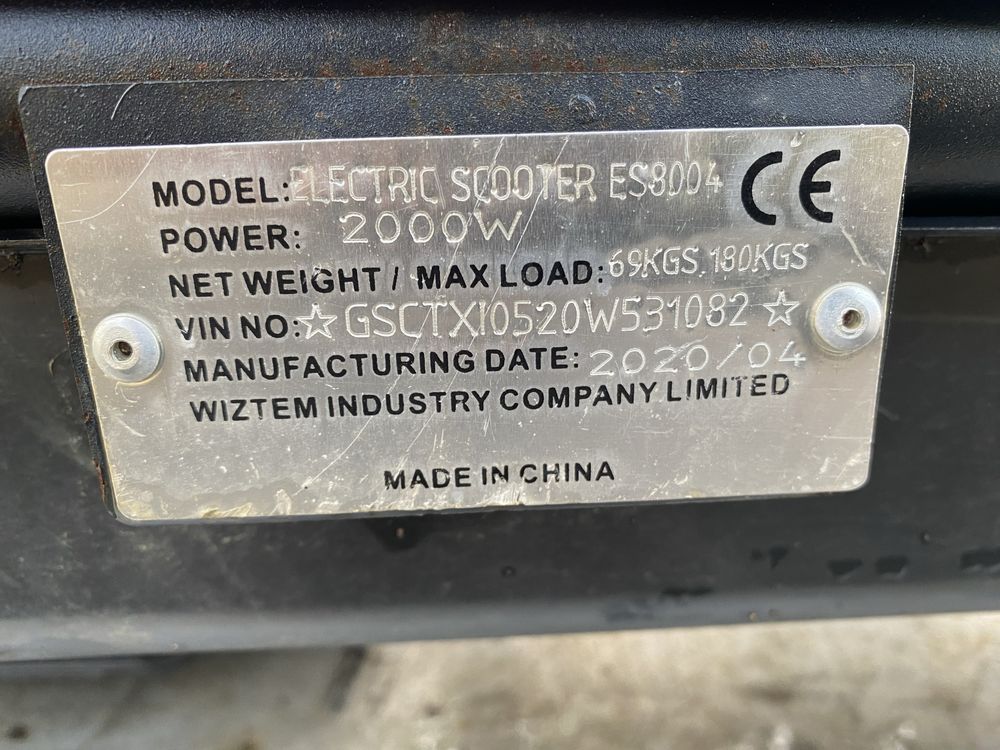 MODEL: ELECTRIC SCOOTER ES8004
CE
POWER: 2000W
NET WEIGHT / MAX LOAD: 69KGS 180KGS
VIN NO: ☆GSCTX10520W531082☆
MANUFACTURING DATE: 2020/04
WIZTEM INDUSTRY COMPANY LIMITED
MADE IN CHINA